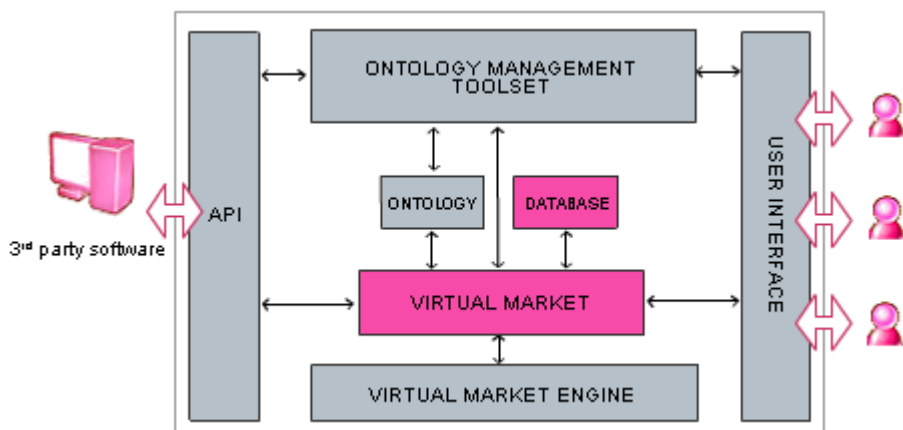 ONTOLOGY MANAGEMENT
TOOLSET
API
ONTOLOGY
DATABASE
USER INTERFACE
3rd party software
VIRTUAL MARKET
VIRTUAL MARKET ENGINE